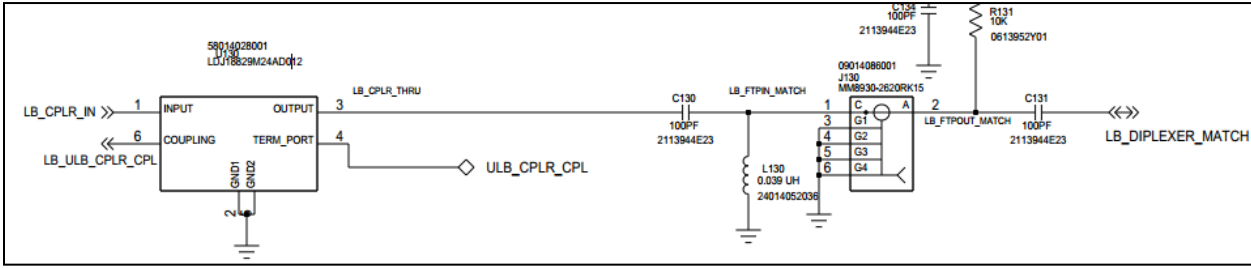 C134
100PF
2113944E23
R131
10K
0613952Y01
58014028001
U130
LDJ18829M24AD012
09014086001
J130
MM8930-2620RK15
LB_CPLR_IN
1
INPUT
OUTPUT
3
LB_CPLR_THRU
C130
100PF
2113944E23
LB_FTPIN_MATCH
1
C
A
2
LB_FTPOUT_MATCH
C131
100PF
2113944E23
LB_DIPLEXER_MATCH
6
COUPLING
TERM_PORT
4
LB_ULB_CPLR_CPL
ULB_CPLR_CPL
3
G1
4
G2
5
G3
6
G4
L130
0.039 UH
24014052036
GND1
GND2
2